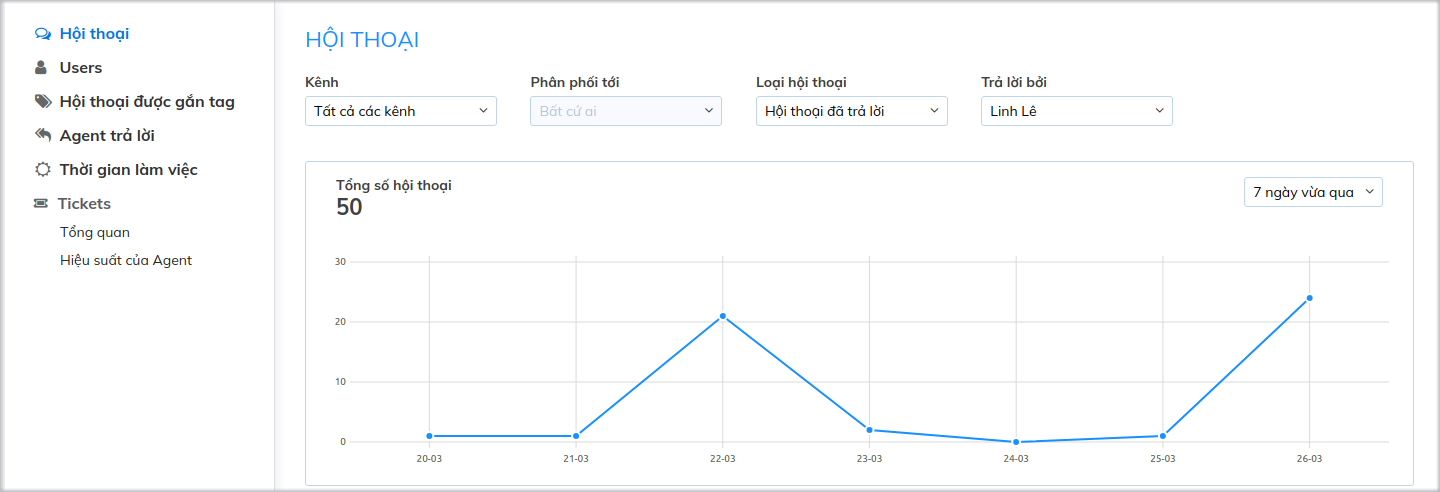 Hội thoại
Users
Hội thoại được gắn tag
Agent trả lời
Thời gian làm việc
Tickets
Tổng quan
Hiệu suất của Agent
HỘI THOẠI
Kênh
Phân phối tới
Loại hội thoại
Trả lời bởi
Tất cả các kênh
Bất cứ ai
Hội thoại đã trả lời
Linh Lê
Tổng số hội thoại
50
7 ngày vừa qua
30
20
10
0
20-03
21-03
22-03
23-03
24-03
25-03
26-03